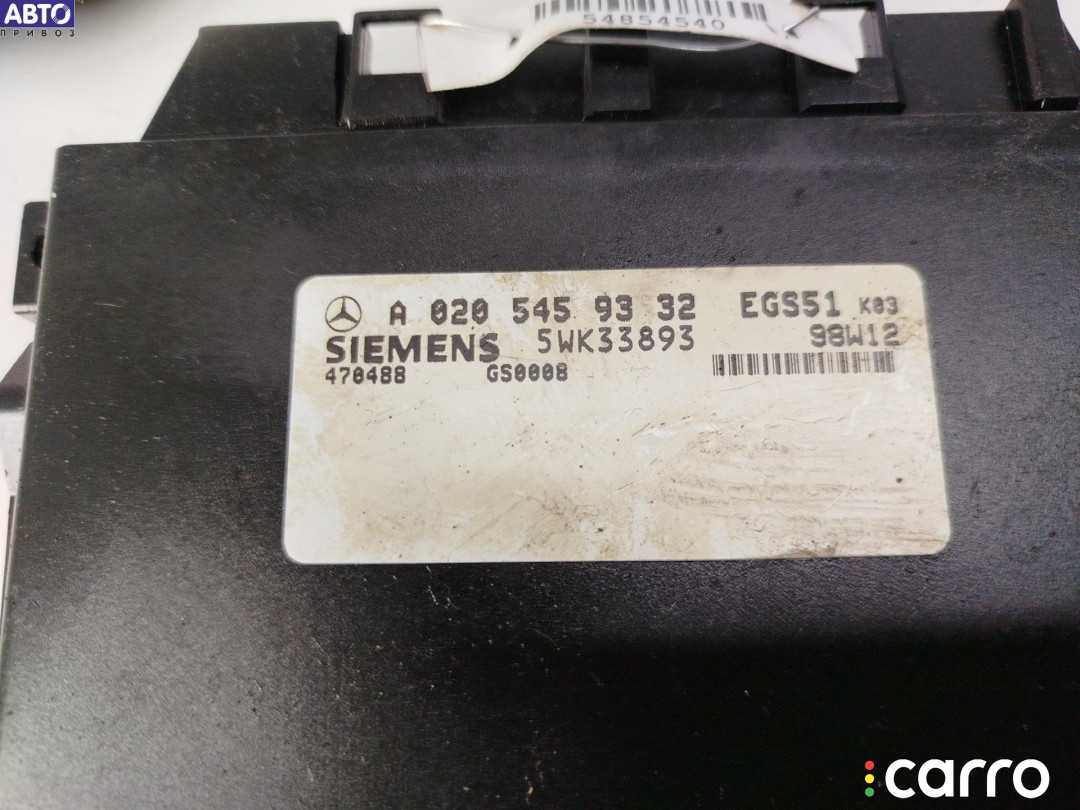 АВТО
ПРИВОЗ
54854540
A 020 545 93 32 EGS51 K03
SIEMENS 5WK33893 98W12
470488 GS0008
carro